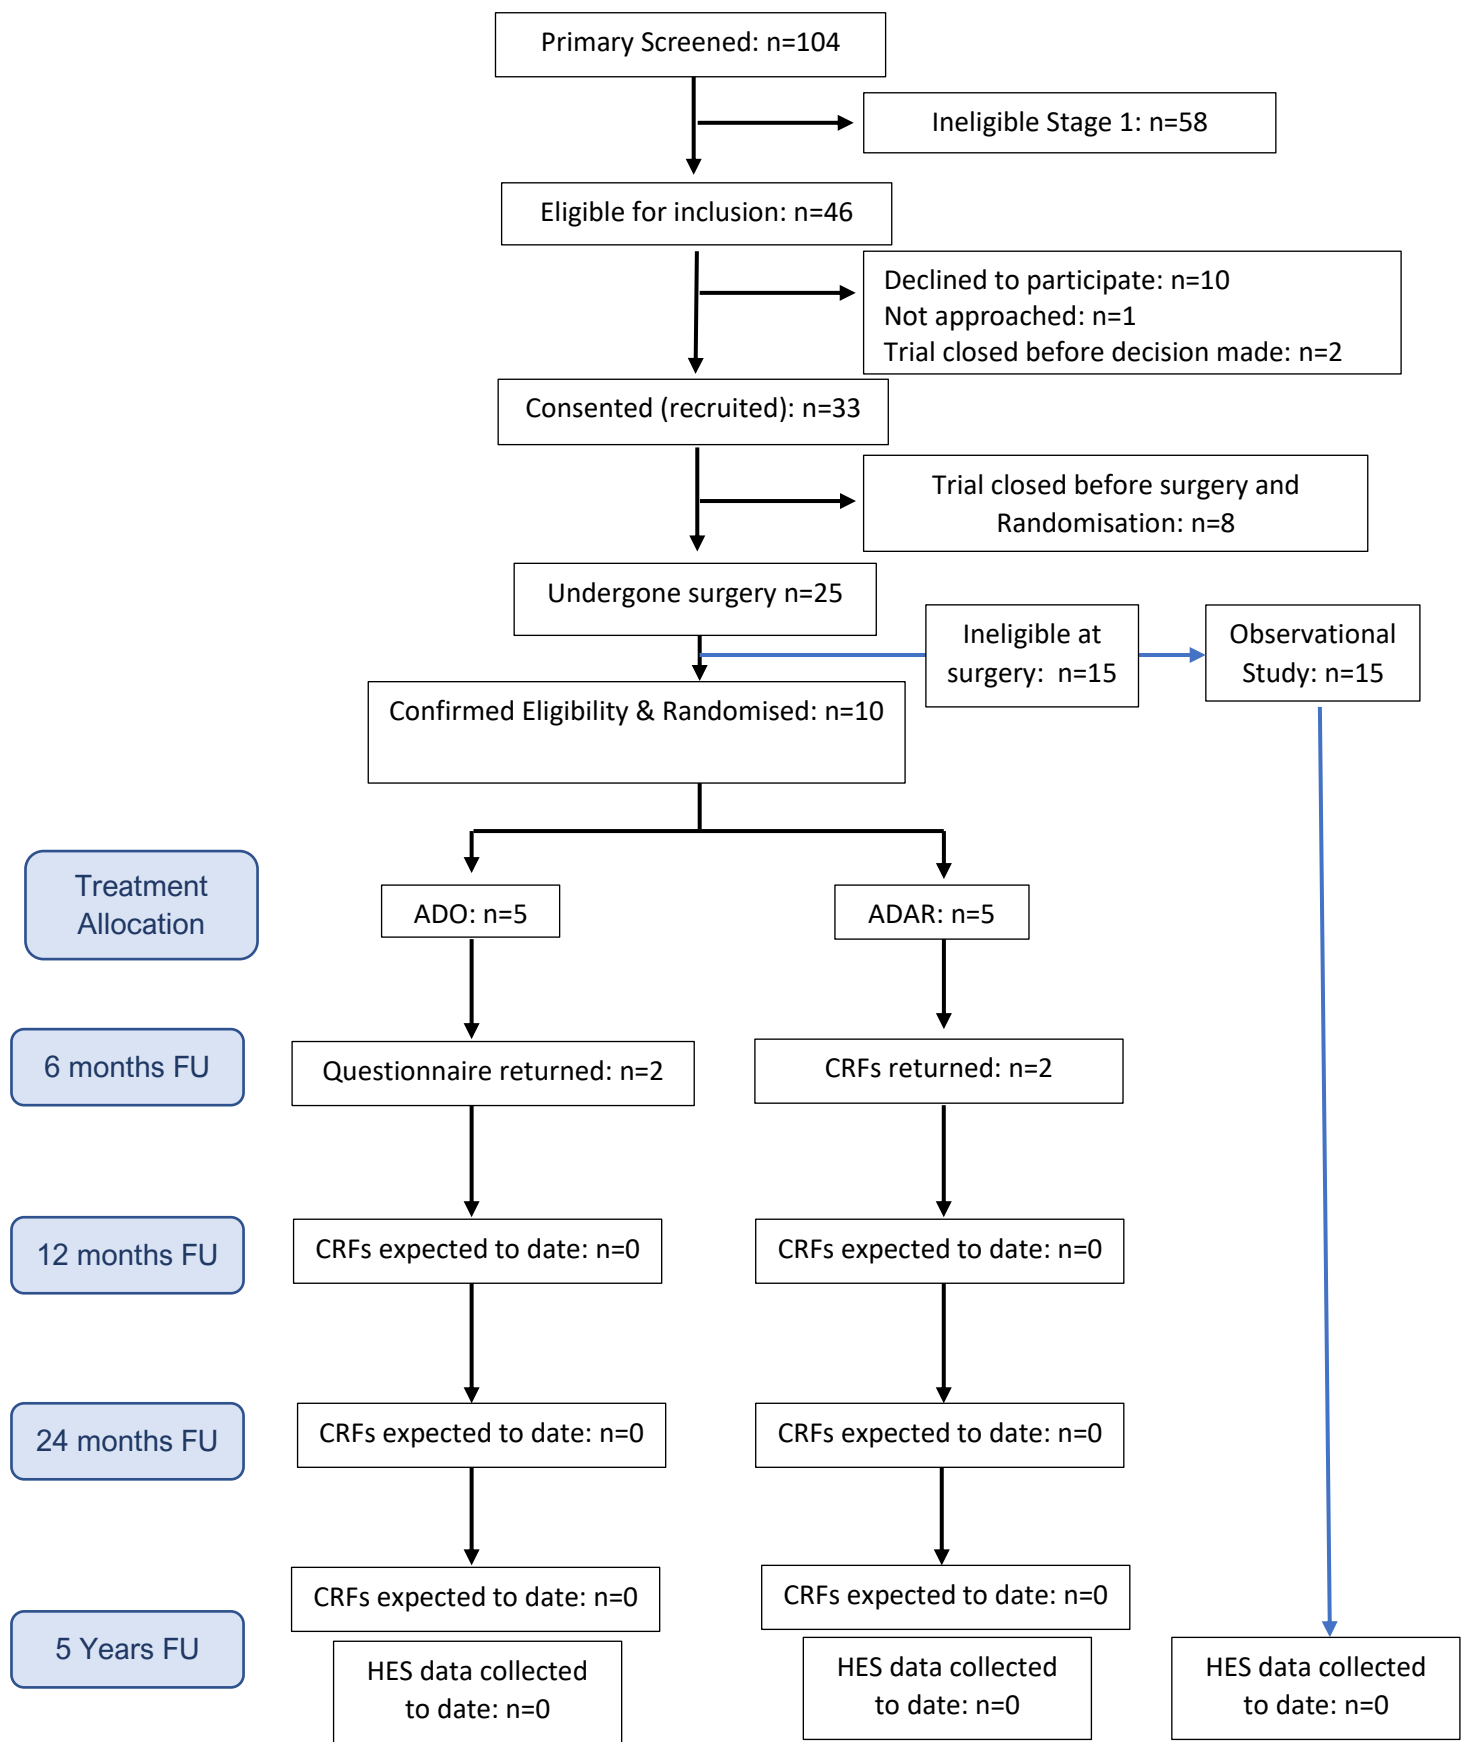 Primary Screened: n=104
Ineligible Stage 1: n=58
Eligible for inclusion: n=46
Declined to participate: n=10
Not approached: n=1
Trial closed before decision made: n=2
Consented (recruited): n=33
Trial closed before surgery and
Randomisation: n=8
Undergone surgery n=25
Ineligible at
surgery: n=15
Observational
Study: n=15
Confirmed Eligibility & Randomised: n=10
Treatment
Allocation
ADO: n=5
ADAR: n=5
6 months FU
Questionnaire returned: n=2
CRFs returned: n=2
12 months FU
CRFs expected to date: n=0
CRFs expected to date: n=0
24 months FU
CRFs expected to date: n=0
CRFs expected to date: n=0
5 Years FU
CRFs expected to date: n=0
CRFs expected to date: n=0
HES data collected
to date: n=0
HES data collected
to date: n=0
HES data collected
to date: n=0